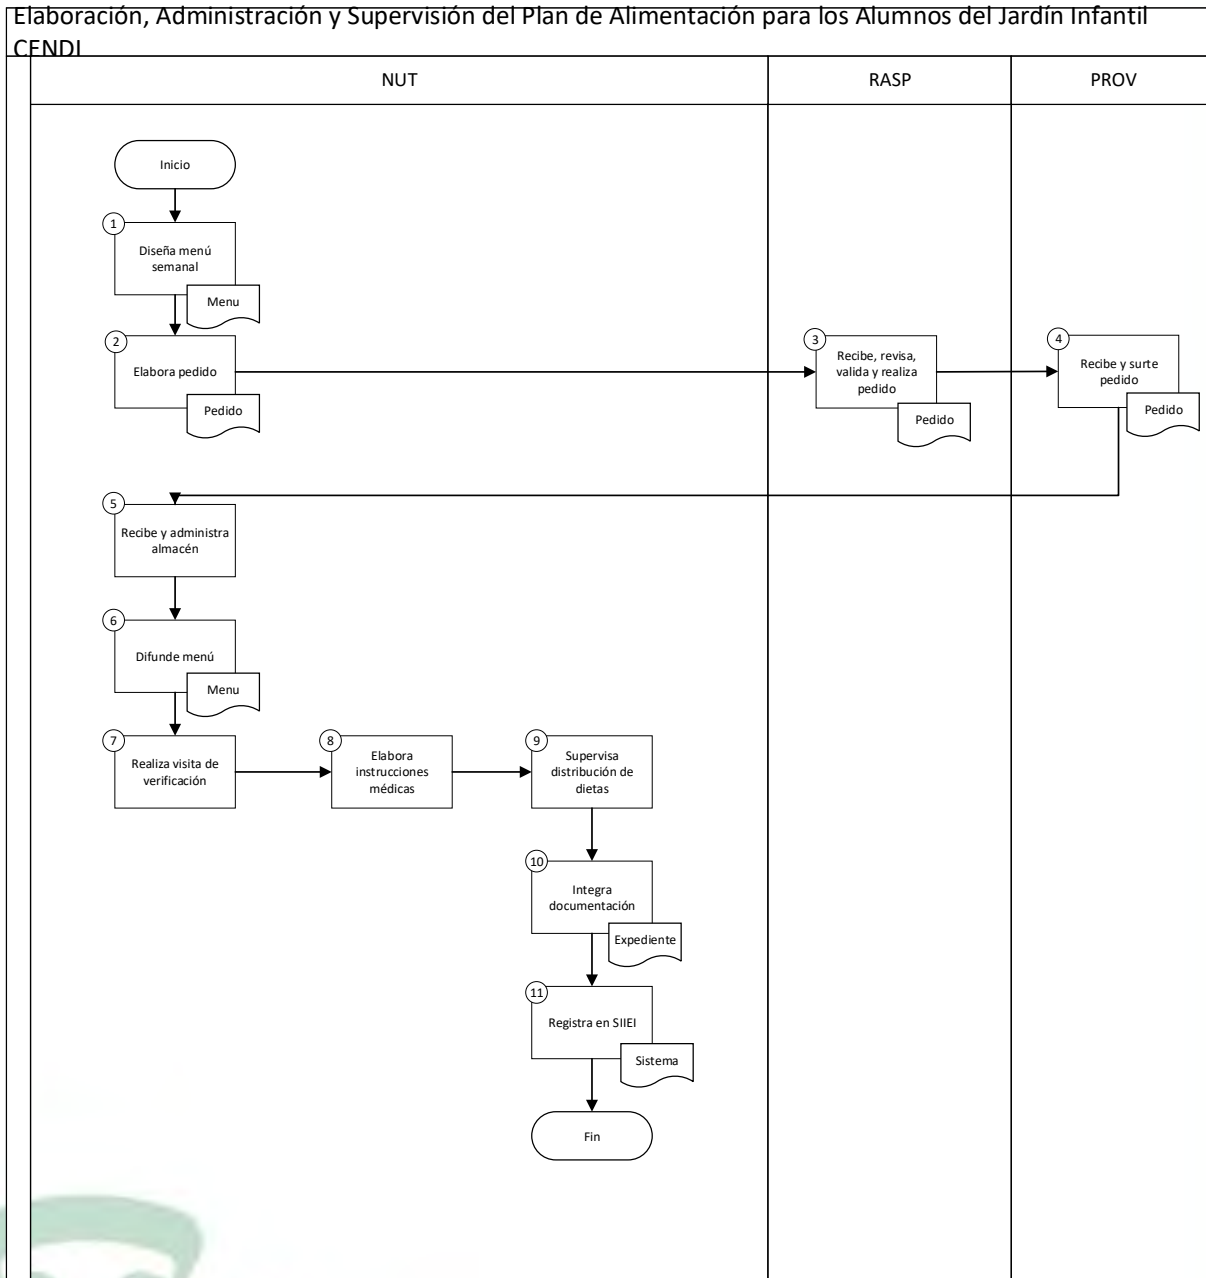 Elaboración, Administración y Supervisión del Plan de Alimentación para los Alumnos del Jardín Infantil
CENDI
NUT
RASP
PROV
Inicio
1
Diseña menú
semanal
Menu
2
Elabora pedido
Pedido
3
Recibe, revisa,
valida y realiza
pedido
Pedido
4
Recibe y surte
pedido
Pedido
5
Recibe y administra
almacén
6
Difunde menú
Menu
7
Realiza visita de
verificación
8
Elabora
instrucciones
médicas
9
Supervisa
distribución de
dietas
10
Integra
documentación
Expediente
11
Registra en SIIEI
Sistema
Fin